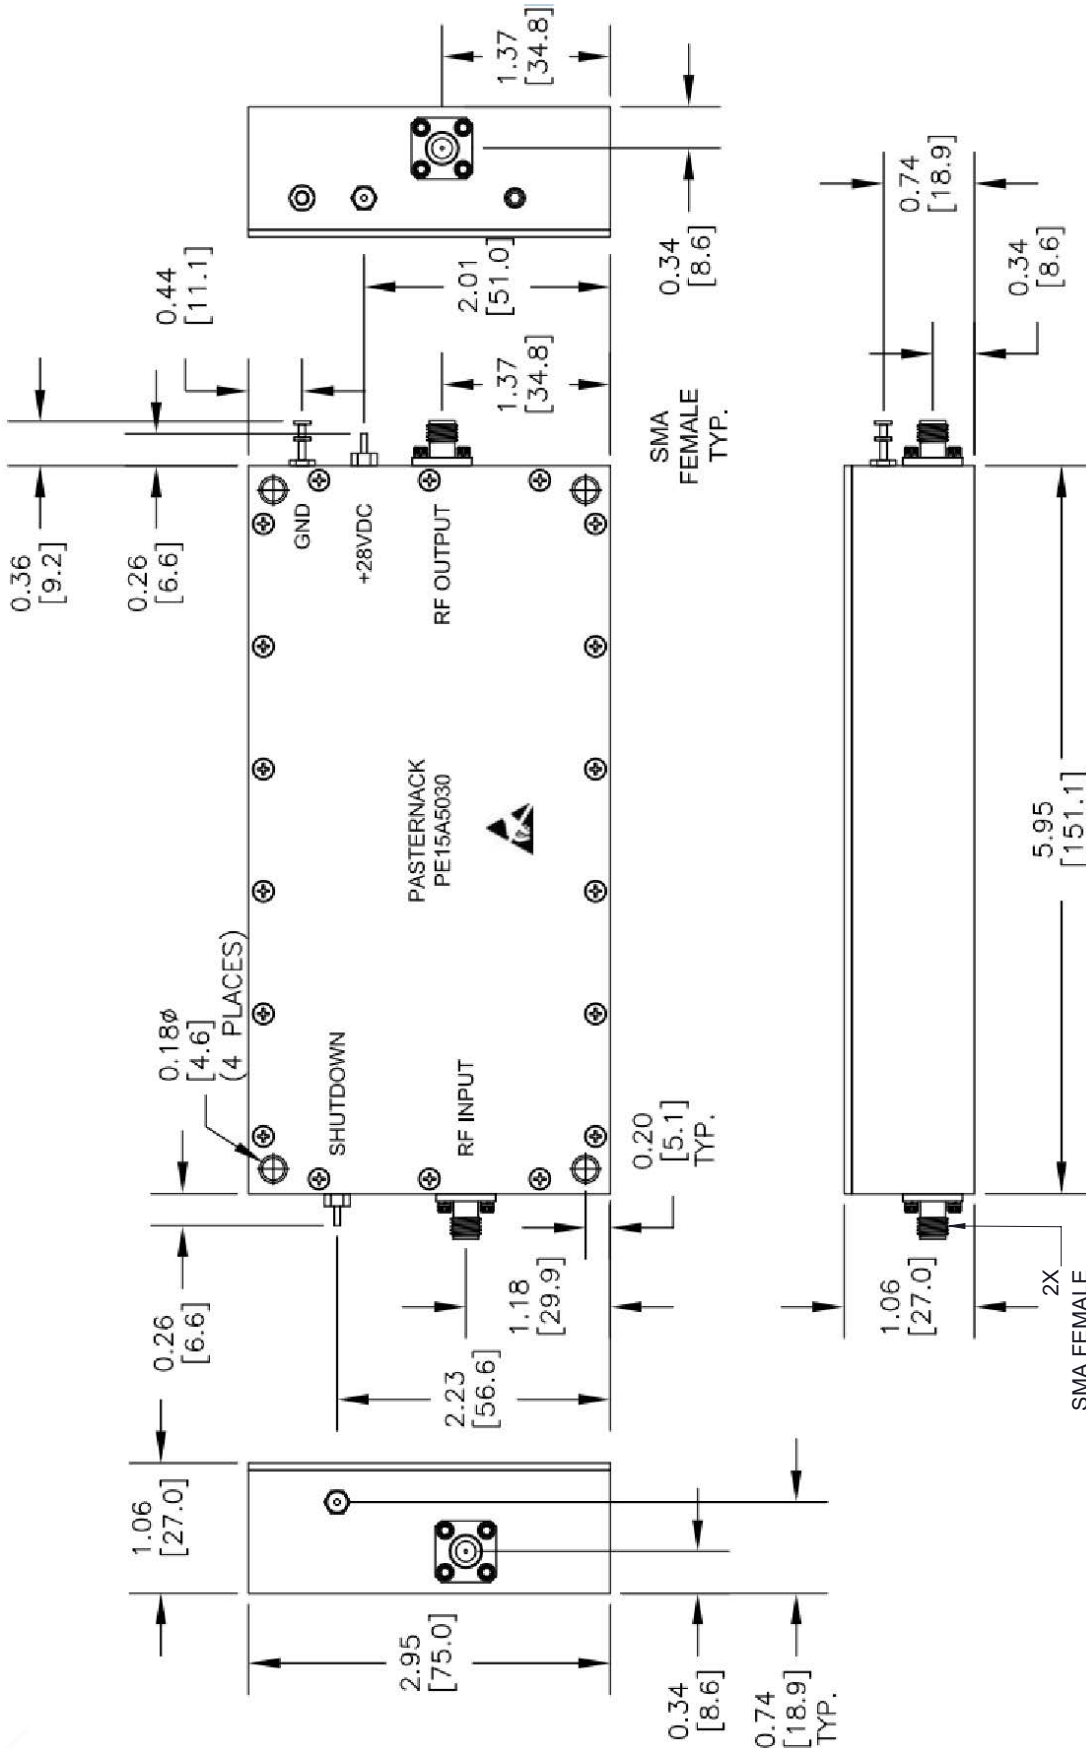 1.06
[27.0]
2.95
[75.0]
0.34
[8.6]
0.74
[18.9]
TYP.
0.26
[6.6]
2.23
[56.6]
1.18
[29.9]
0.20
[5.1]
TYP.
0.18ø
[4.6]
(4 PLACES)
SHUTDOWN
RF INPUT
PASTERNACK
PE15A5030
GND
+28VDC
RF OUTPUT
0.36
[9.2]
0.26
[6.6]
0.44
[11.1]
2.01
[51.0]
1.37
[34.8]
SMA
FEMALE
TYP.
1.37
[34.8]
0.34
[8.6]
1.06
[27.0]
2X
SMA FEMALE
5.95
[151.1]
0.74
[18.9]
0.34
[8.6]